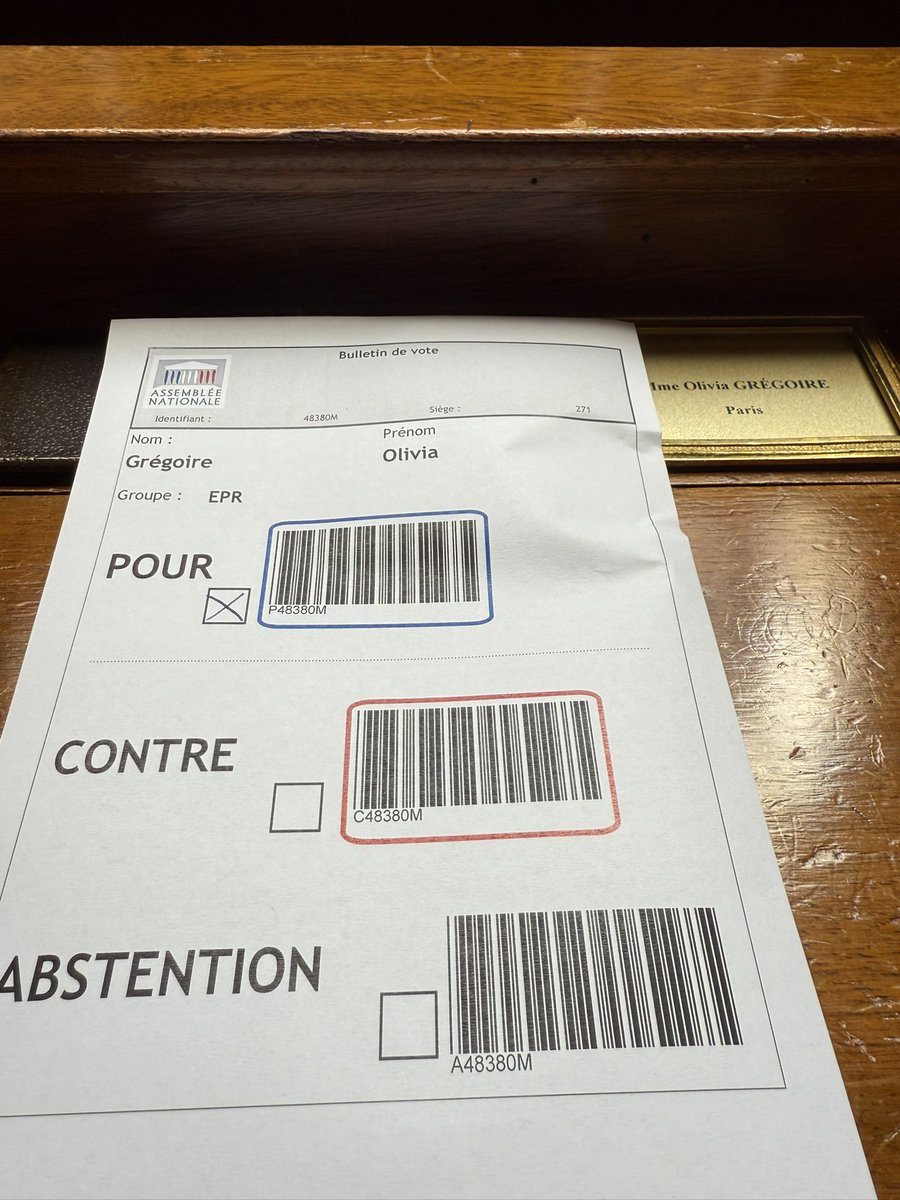 Bulletin de vote
ASSEMBLÉE
NATIONALE
Identifiant : 48380M Siège : 271
Nom : Prénom
Grégoire Olivia
Groupe : EPR
POUR
P48380M
CONTRE
C48380M
ABSTENTION
A48380M
Mme Olivia GRÉGOIRE
Paris